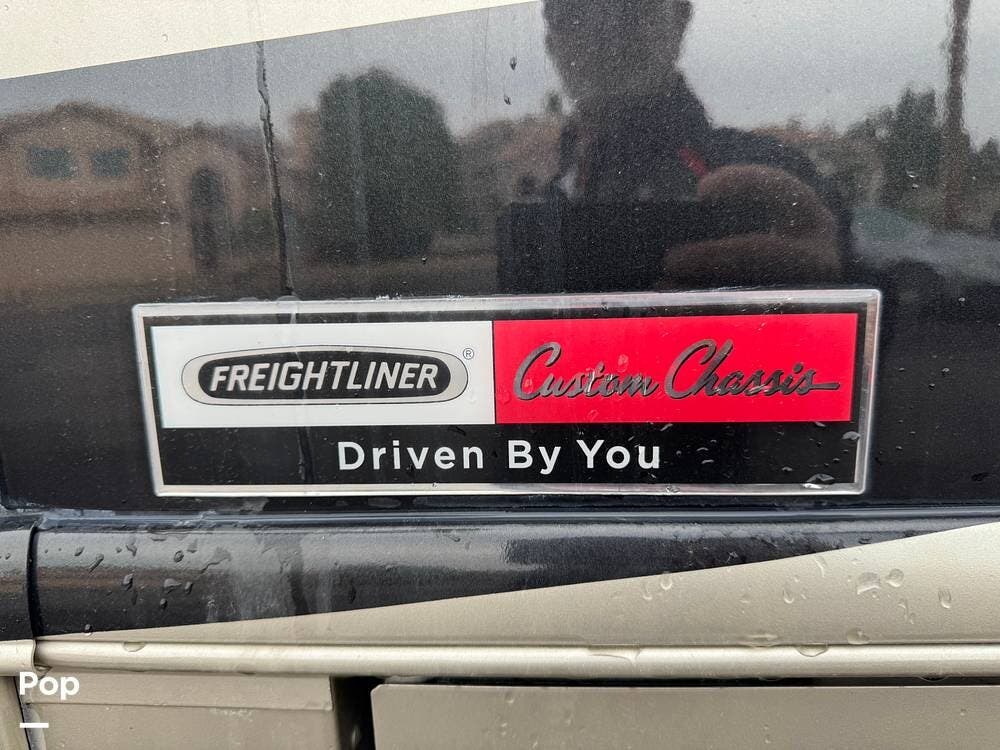 FREIGHTLINER® Custom Chassis
Driven By You
Pop